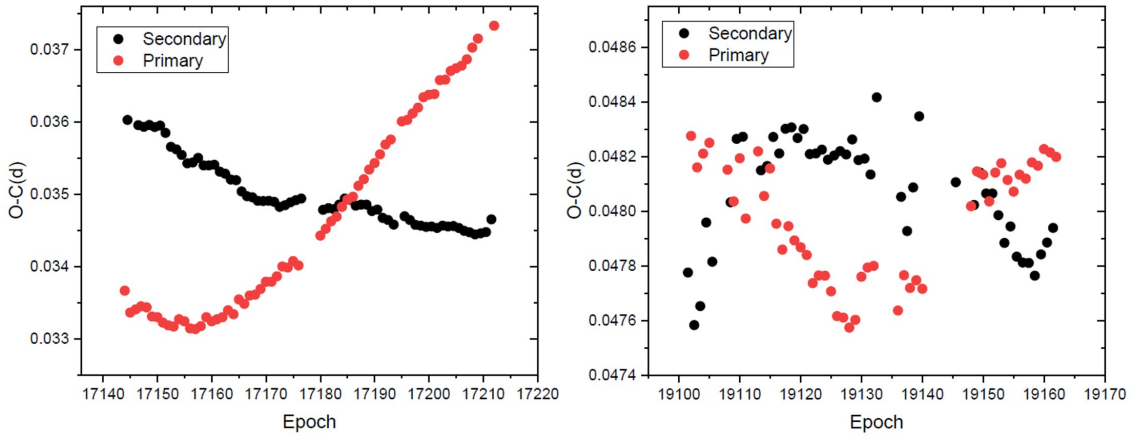 Secondary
Primary
0.037
0.036
0.035
0.034
0.033
O-C(d)
17140 17150 17160 17170 17180 17190 17200 17210 17220
Epoch
Secondary
Primary
0.0486
0.0484
0.0482
0.0480
0.0478
0.0476
0.0474
O-C(d)
19100 19110 19120 19130 19140 19150 19160 19170
Epoch